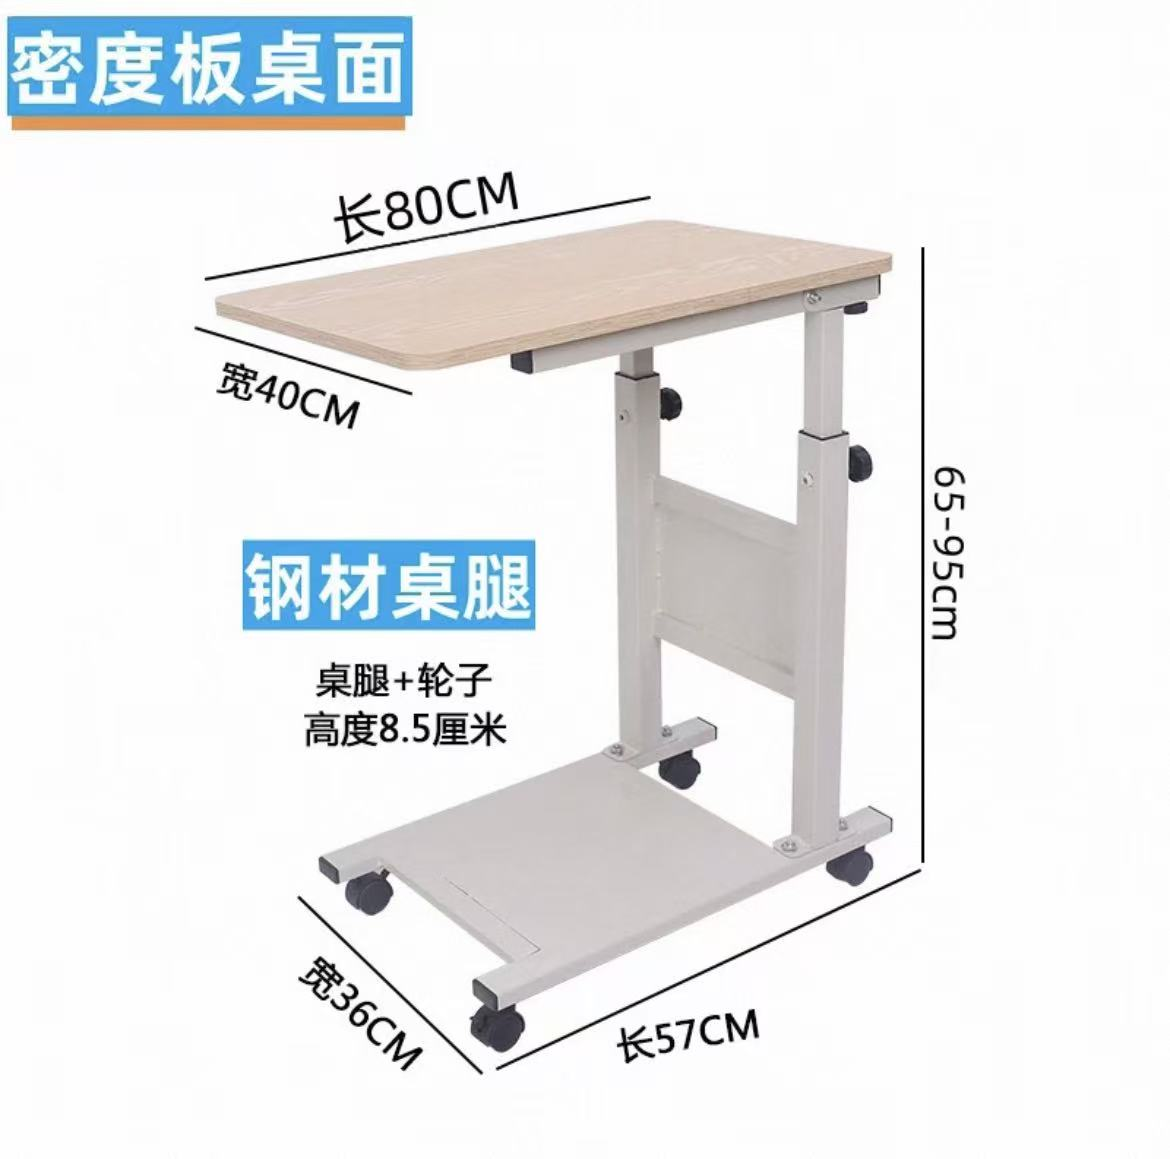 密度板桌面
长80CM
宽40CM
65-95cm
钢材桌腿
桌腿+轮子
高度8.5厘米
宽36CM
长57CM